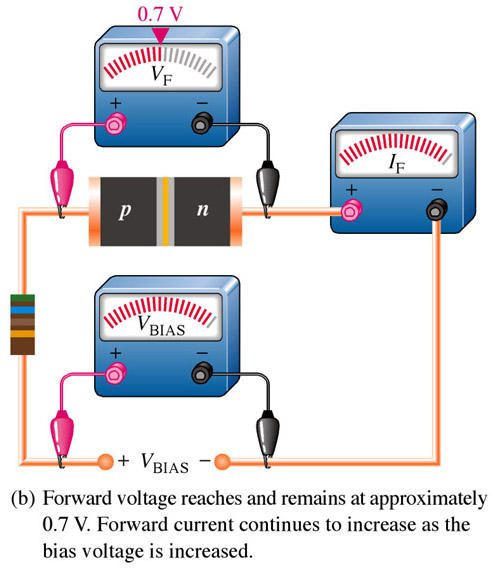 0.7 V
V_F
+ −
I_F
+ −
p n
V_BIAS
+ −
+ V_BIAS −
(b) Forward voltage reaches and remains at approximately
0.7 V. Forward current continues to increase as the
bias voltage is increased.